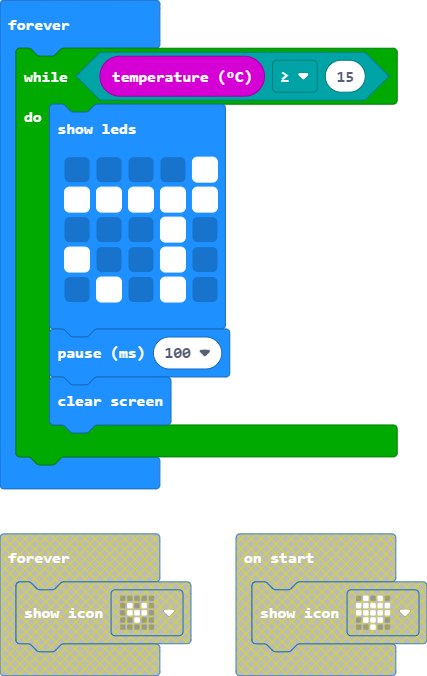 forever
while temperature (ºC) ≥ 15
do
show leds
pause (ms) 100
clear screen
forever
on start
show icon
show icon